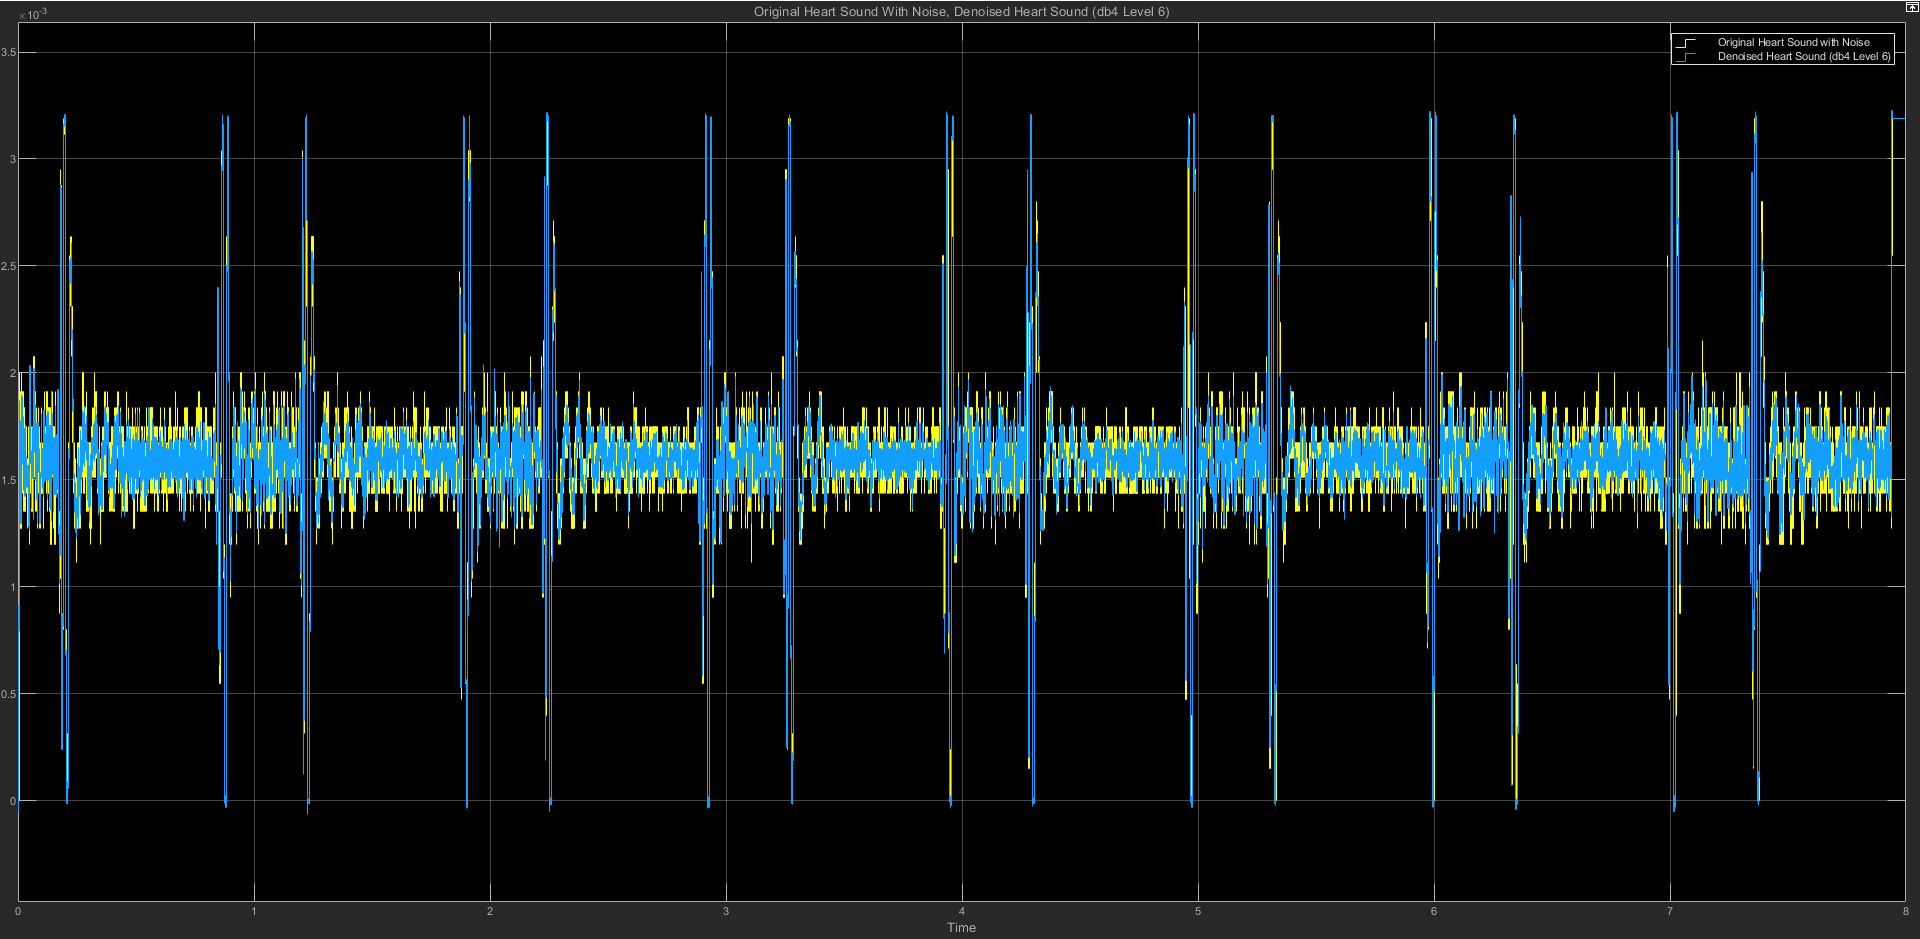 Original Heart Sound With Noise, Denoised Heart Sound (db4 Level 6)
×10⁻³
Original Heart Sound with Noise
Denoised Heart Sound (db4 Level 6)
3.5
3
2.5
2
1.5
1
0.5
0
0 1 2 3 4 5 6 7 8
Time